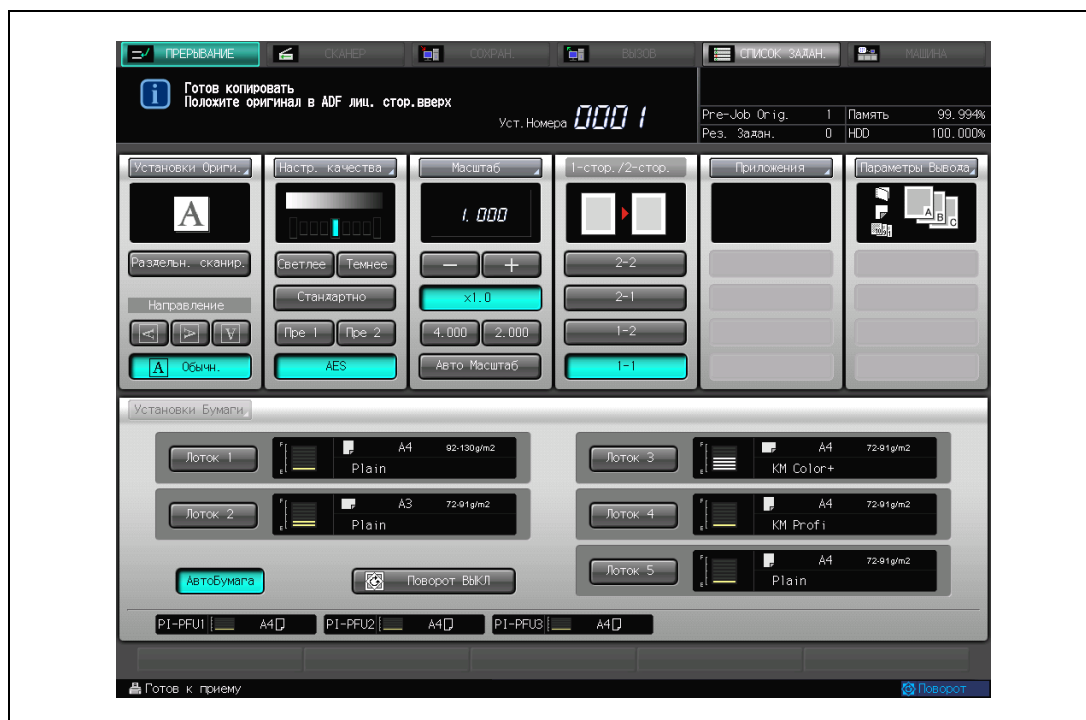 ПРЕРЫВАНИЕ СКАНЕР СОХРАН. ВЫЗОВ СПИСОК ЗАДАН. МАШИНА
Готов копировать
Положите оригинал в ADF лиц. стор.вверх
Уст.Номера 0001
Pre-Job Orig. 1 Память 99.994%
Рез. Задан. 0 HDD 100.000%
Установки Ориги. Настр. качества Масштаб 1-стор./2-стор. Приложения Параметры Вывода
A 1.000 A B C
Раздельн. сканир. Светлее Темнее − + 2-2
Направление Стандартно x1.0 2-1
A A A Пре 1 Пре 2 4.000 2.000 1-2
A Обычн. AES Авто Масштаб 1-1
Установки Бумаги
Лоток 1 F E A4 92-130g/m2 Plain
Лоток 2 F E A3 72-91g/m2 Plain
Лоток 3 F E A4 72-91g/m2 KM Color+
Лоток 4 F E A4 72-91g/m2 KM Profi
Лоток 5 F E A4 72-91g/m2 Plain
АвтоБумага Поворот ВЫКЛ
PI-PFU1 A4 PI-PFU2 A4 PI-PFU3 A4
Готов к приему Поворот